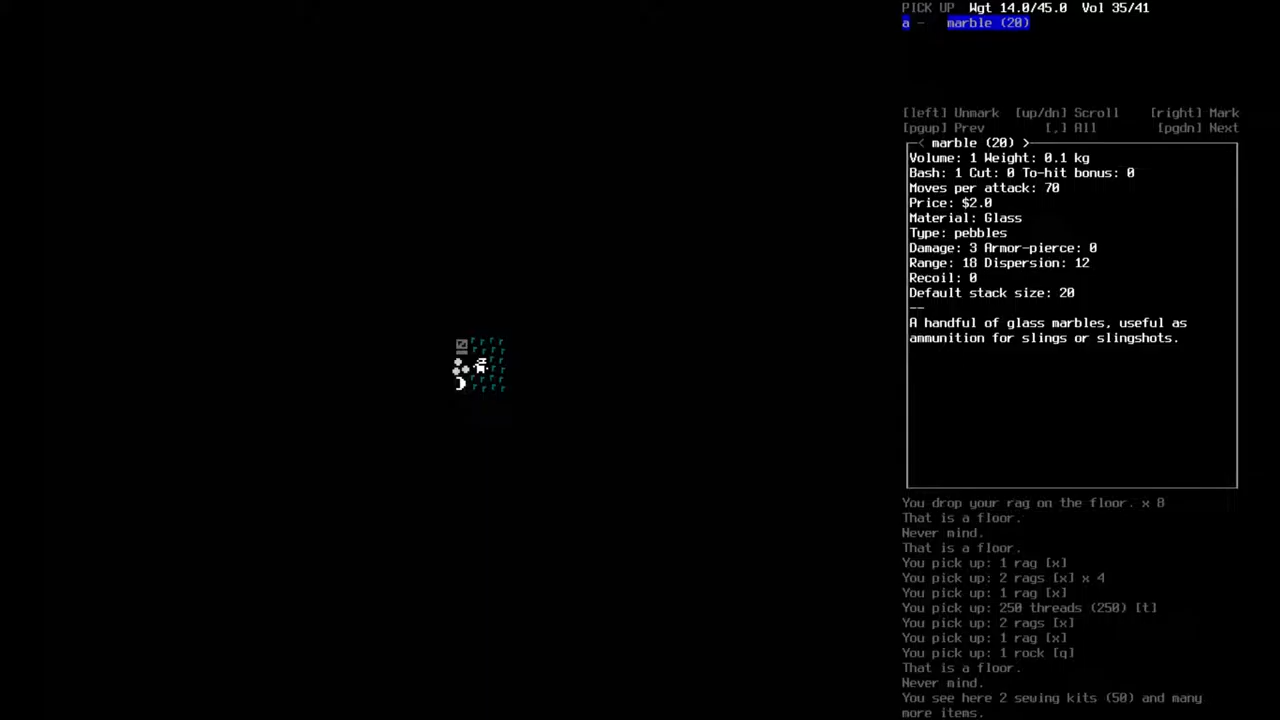 PICK UP Wgt 14.0/45.0 Vol 35/41
a - marble (20)
[left] Unmark [up/dn] Scroll [right] Mark
[pgup] Prev [,] All [pgdn] Next
< marble (20) >
Volume: 1 Weight: 0.1 kg
Bash: 1 Cut: 0 To-hit bonus: 0
Moves per attack: 70
Price: $2.0
Material: Glass
Type: pebbles
Damage: 3 Armor-pierce: 0
Range: 18 Dispersion: 12
Recoil: 0
Default stack size: 20
--
A handful of glass marbles, useful as
ammunition for slings or slingshots.
You drop your rag on the floor. x 8
That is a floor.
Never mind.
That is a floor.
You pick up: 1 rag [x]
You pick up: 2 rags [x] x 4
You pick up: 1 rag [x]
You pick up: 250 threads (250) [t]
You pick up: 2 rags [x]
You pick up: 1 rag [x]
You pick up: 1 rock [q]
That is a floor.
Never mind.
You see here 2 sewing kits (50) and many
more items.